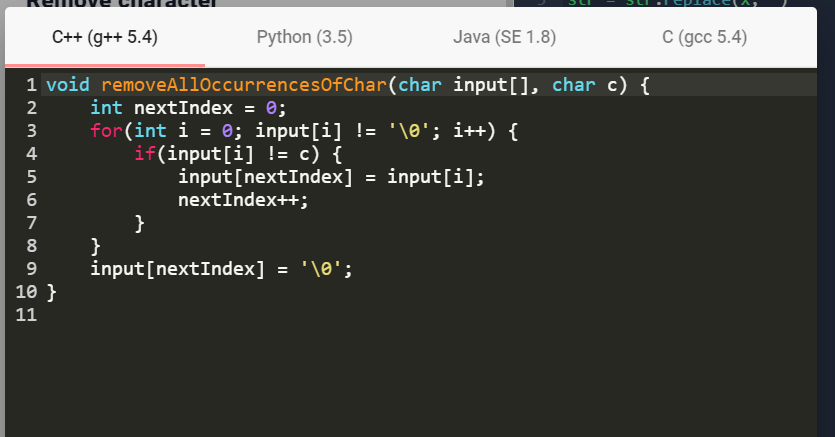 Remove character
5 str = str.replace(x,
C++ (g++ 5.4) Python (3.5) Java (SE 1.8) C (gcc 5.4)
1 void removeAllOccurrencesOfChar(char input[], char c) {
2     int nextIndex = 0;
3     for(int i = 0; input[i] != '\0'; i++) {
4         if(input[i] != c) {
5             input[nextIndex] = input[i];
6             nextIndex++;
7         }
8     }
9     input[nextIndex] = '\0';
10 }
11